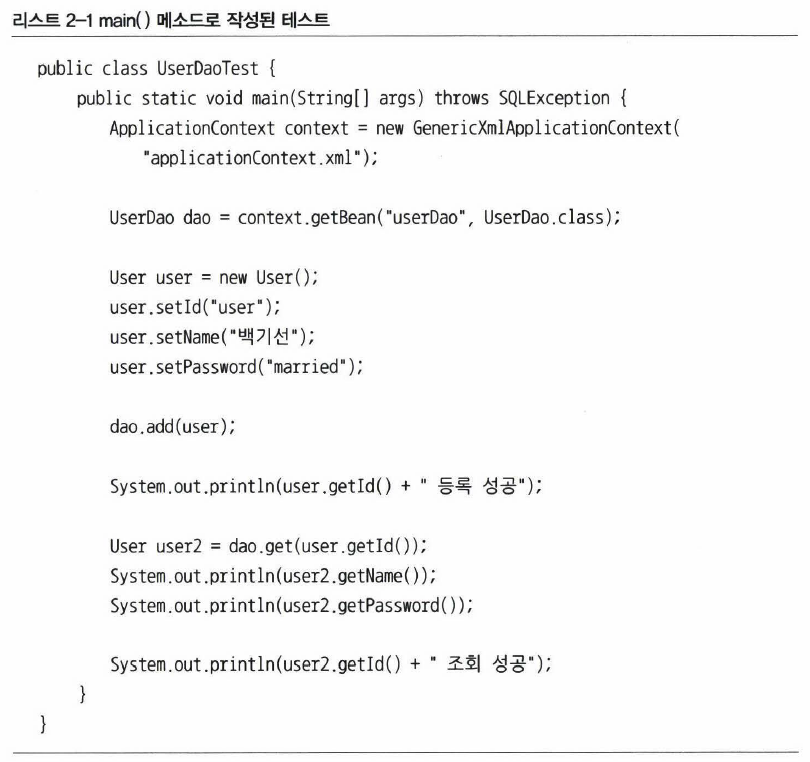 리스트 2-1 main() 메소드로 작성된 테스트
public class UserDaoTest {
public static void main(String[] args) throws SQLException {
ApplicationContext context = new GenericXmlApplicationContext(
"applicationContext.xml");
UserDao dao = context.getBean("userDao", UserDao.class);
User user = new User();
user.setId("user");
user.setName("백기선");
user.setPassword("married");
dao.add(user);
System.out.println(user.getId() + " 등록 성공");
User user2 = dao.get(user.getId());
System.out.println(user2.getName());
System.out.println(user2.getPassword());
System.out.println(user2.getId() + " 조회 성공");
}
}